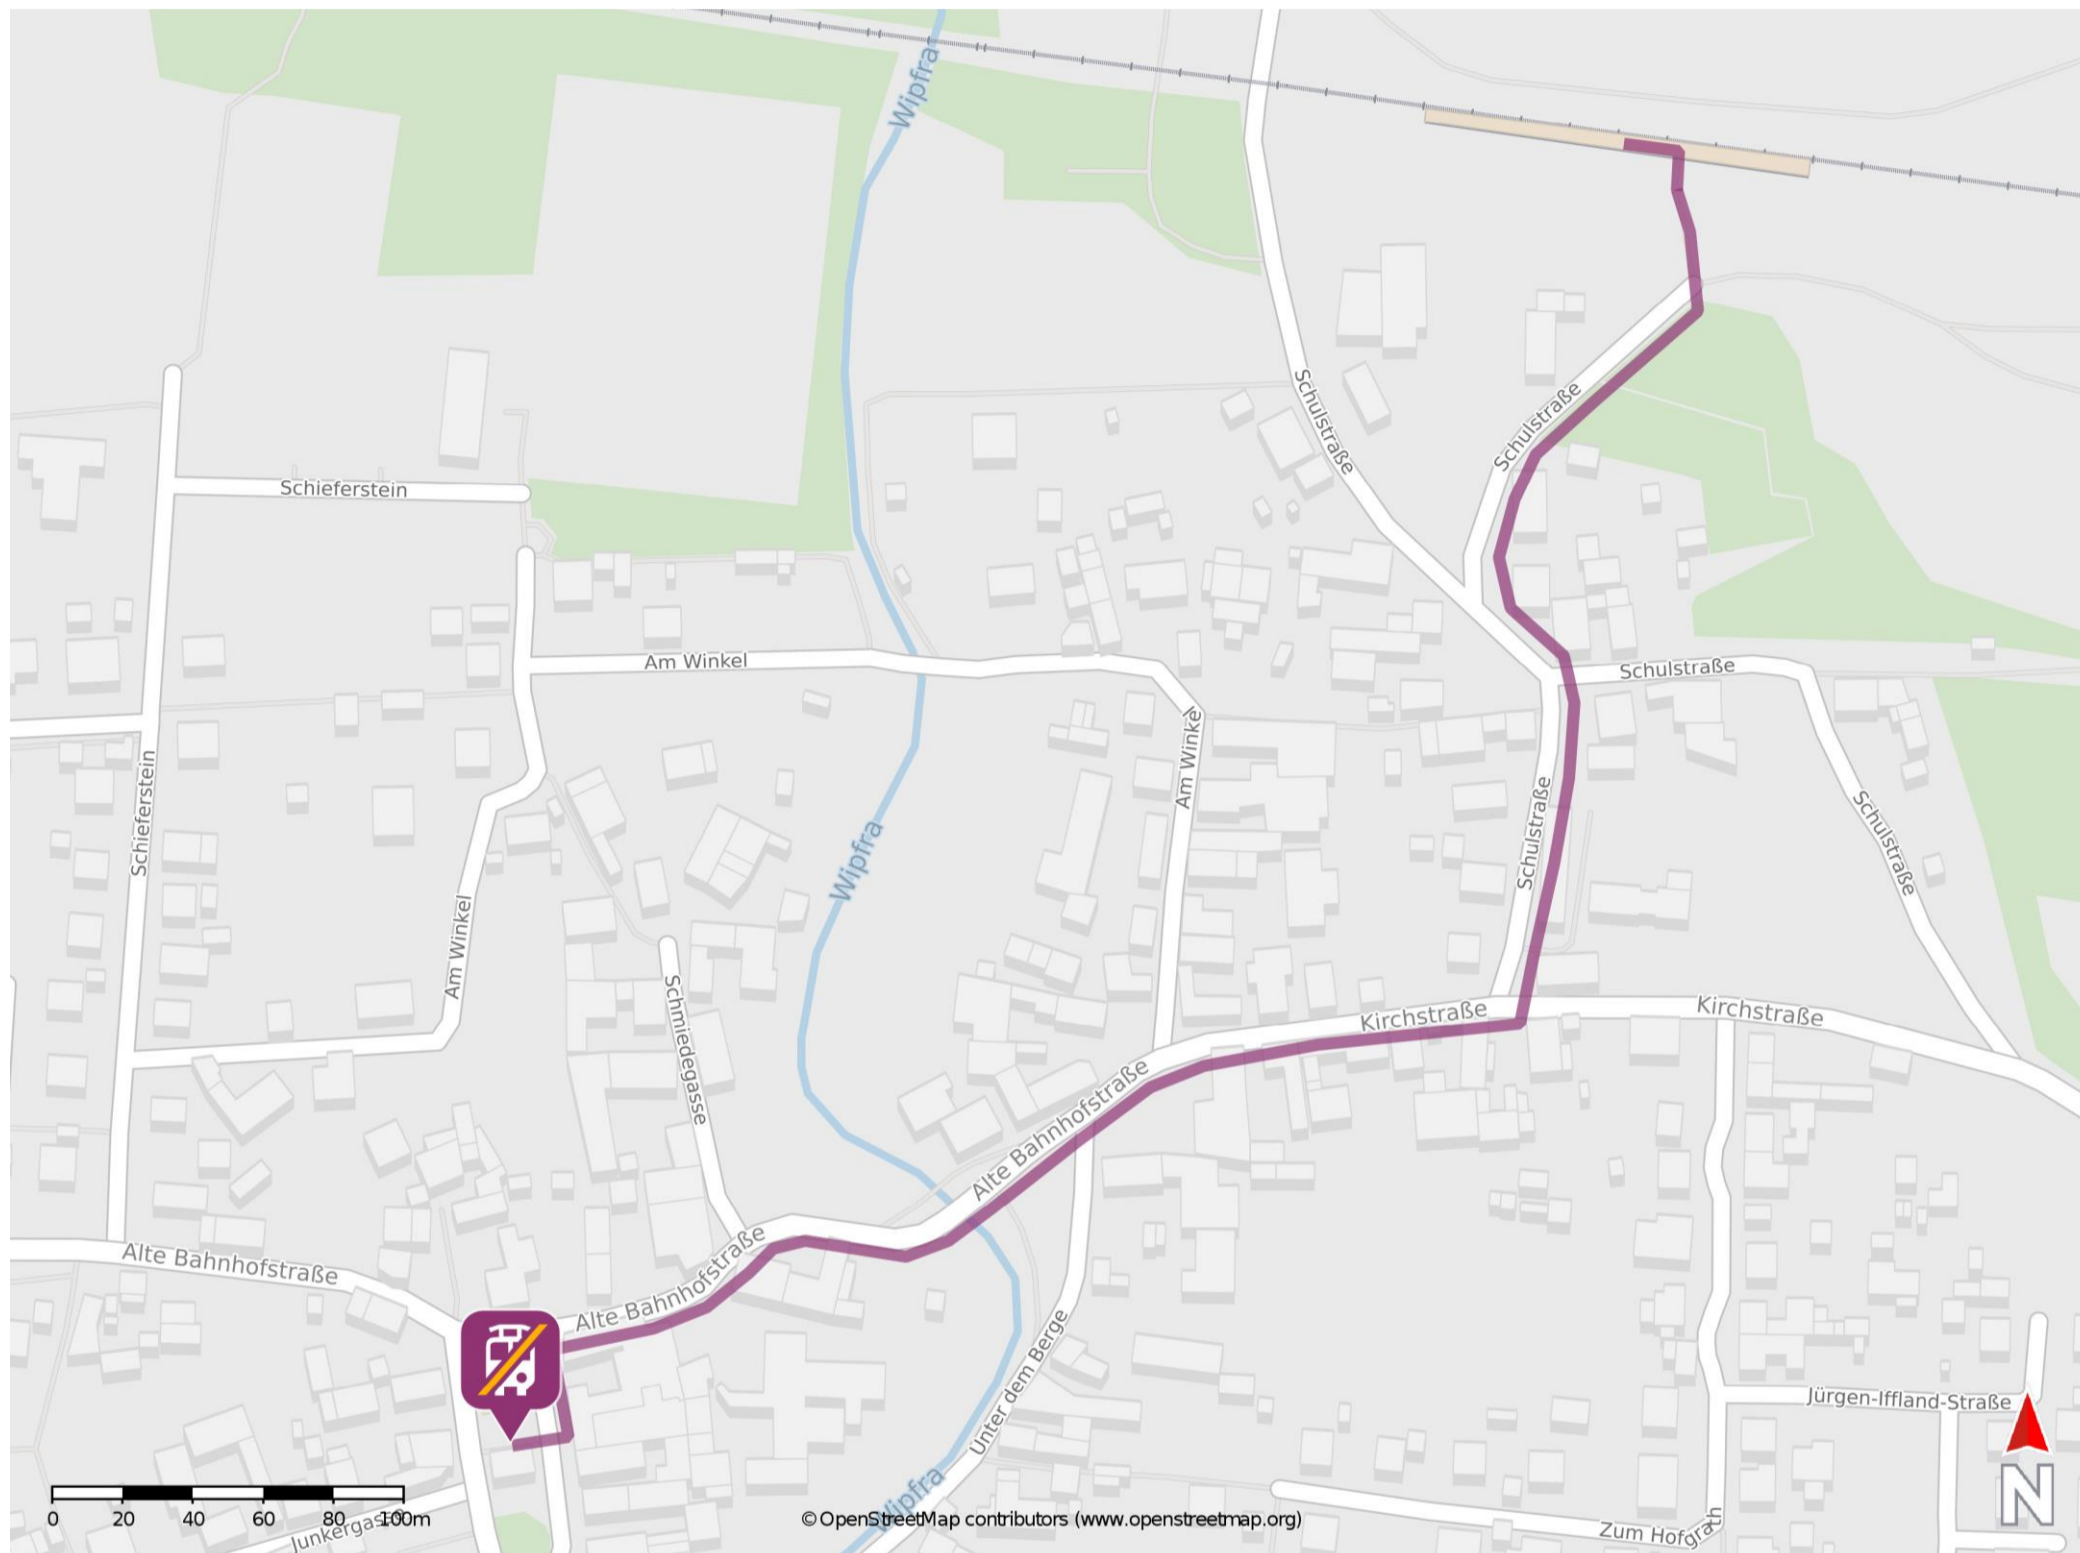 Wipfra
Schulstraße
Schulstraße
Schieferstein
Am Winkel
Schulstraße
Am Winke
Schieferstein
Schulstraße
Schulstraße
Wipfra
Am Winkel
Schmiedegasse
Kirchstraße
Kirchstraße
Alte Bahnhofstraße
Alte Bahnhofstraße
Alte Bahnhofstraße
Unter dem Berge
Jürgen-Iffland-Straße
Wipfra
N
0 20 40 60 80 100m
Junkergasse
© OpenStreetMap contributors (www.openstreetmap.org)
Zum Hofgrath